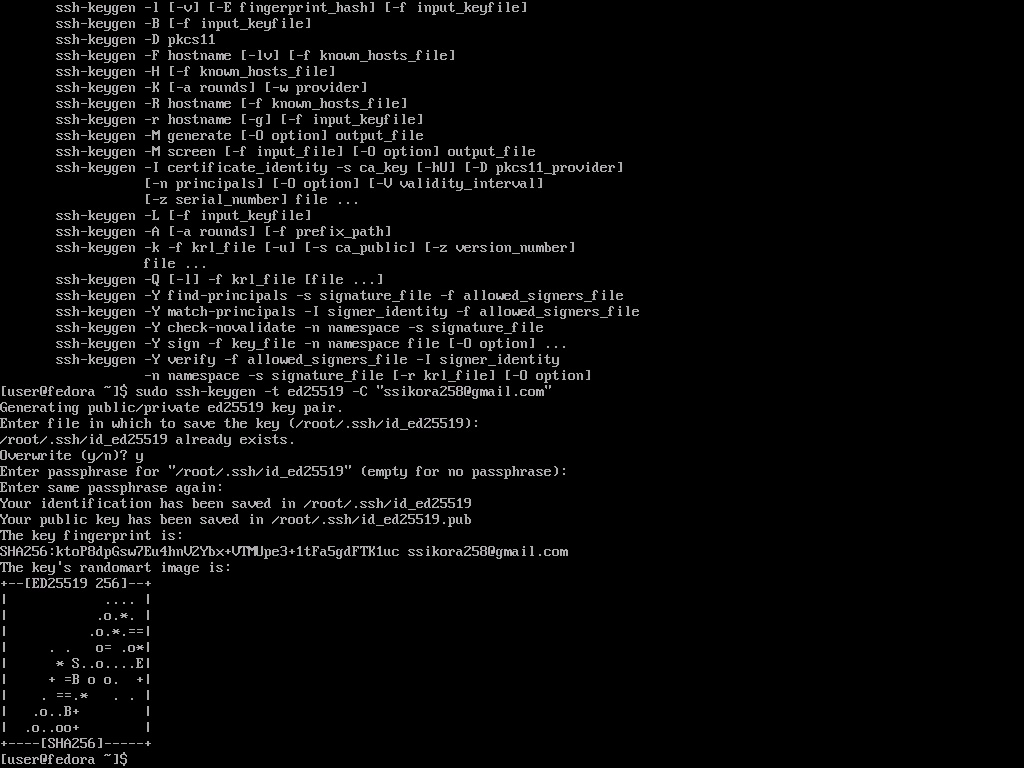 ssh-keygen -l [-v] [-E fingerprint_hash] [-f input_keyfile]
       ssh-keygen -B [-f input_keyfile]
       ssh-keygen -D pkcs11
       ssh-keygen -F hostname [-lv] [-f known_hosts_file]
       ssh-keygen -H [-f known_hosts_file]
       ssh-keygen -K [-a rounds] [-w provider]
       ssh-keygen -R hostname [-f known_hosts_file]
       ssh-keygen -r hostname [-g] [-f input_keyfile]
       ssh-keygen -M generate [-O option] output_file
       ssh-keygen -M screen [-f input_file] [-O option] output_file
       ssh-keygen -I certificate_identity -s ca_key [-hU] [-D pkcs11_provider]
                  [-n principals] [-O option] [-V validity_interval]
                  [-z serial_number] file ...
       ssh-keygen -L [-f input_keyfile]
       ssh-keygen -A [-a rounds] [-f prefix_path]
       ssh-keygen -k -f krl_file [-u] [-s ca_public] [-z version_number]
                  file ...
       ssh-keygen -Q [-l] -f krl_file [file ...]
       ssh-keygen -Y find-principals -s signature_file -f allowed_signers_file
       ssh-keygen -Y match-principals -I signer_identity -f allowed_signers_file
       ssh-keygen -Y check-novalidate -n namespace -s signature_file
       ssh-keygen -Y sign -f key_file -n namespace file [-O option] ...
       ssh-keygen -Y verify -f allowed_signers_file -I signer_identity
                  -n namespace -s signature_file [-r krl_file] [-O option]
[user@fedora ~]$ sudo ssh-keygen -t ed25519 -C "ssikora258@gmail.com"
Generating public/private ed25519 key pair.
Enter file in which to save the key (/root/.ssh/id_ed25519):
/root/.ssh/id_ed25519 already exists.
Overwrite (y/n)? y
Enter passphrase for "/root/.ssh/id_ed25519" (empty for no passphrase):
Enter same passphrase again:
Your identification has been saved in /root/.ssh/id_ed25519
Your public key has been saved in /root/.ssh/id_ed25519.pub
The key fingerprint is:
SHA256:ktoP8dpGsw7Eu4hnV2Ybx+VTMUpe3+1tFa5gdFTK1uc ssikora258@gmail.com
The key's randomart image is:
+--[ED25519 256]--+
|            .... |
|           .o.*. |
|          .o.*.==|
|     . .   o= .o*|
|      * S..o....E|
|     + =B o o.  +|
|    . ==.*   . . |
|   .o..B+        |
|  .o..oo+        |
+----[SHA256]-----+
[user@fedora ~]$